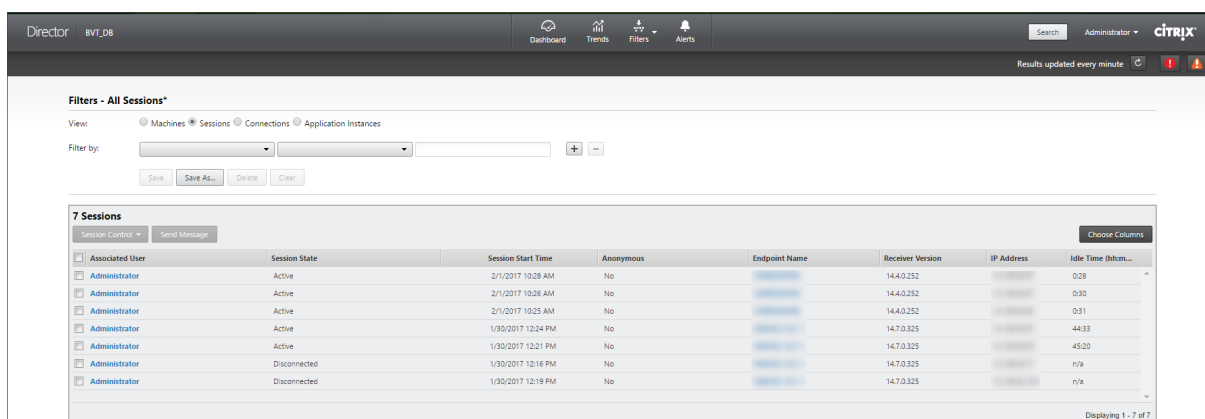 Director BVT_DB Dashboard Trends Filters Alerts Search Administrator CITRIX
Results updated every minute
Filters - All Sessions*
View: Machines Sessions Connections Application Instances
Filter by: + −
Save Save As... Delete Clear
7 Sessions
Session Control Send Message Choose Columns
Associated User Session State Session Start Time Anonymous Endpoint Name Receiver Version IP Address Idle Time (hh:m...
Administrator Active 2/1/2017 10:28 AM No 14.4.0.252 0:28
Administrator Active 2/1/2017 10:26 AM No 14.4.0.252 0:30
Administrator Active 2/1/2017 10:25 AM No 14.4.0.252 0:31
Administrator Active 1/30/2017 12:24 PM No 14.7.0.325 44:33
Administrator Active 1/30/2017 12:21 PM No 14.7.0.325 45:20
Administrator Disconnected 1/30/2017 12:16 PM No 14.7.0.325 n/a
Administrator Disconnected 1/30/2017 12:19 PM No 14.7.0.325 n/a
Displaying 1 - 7 of 7